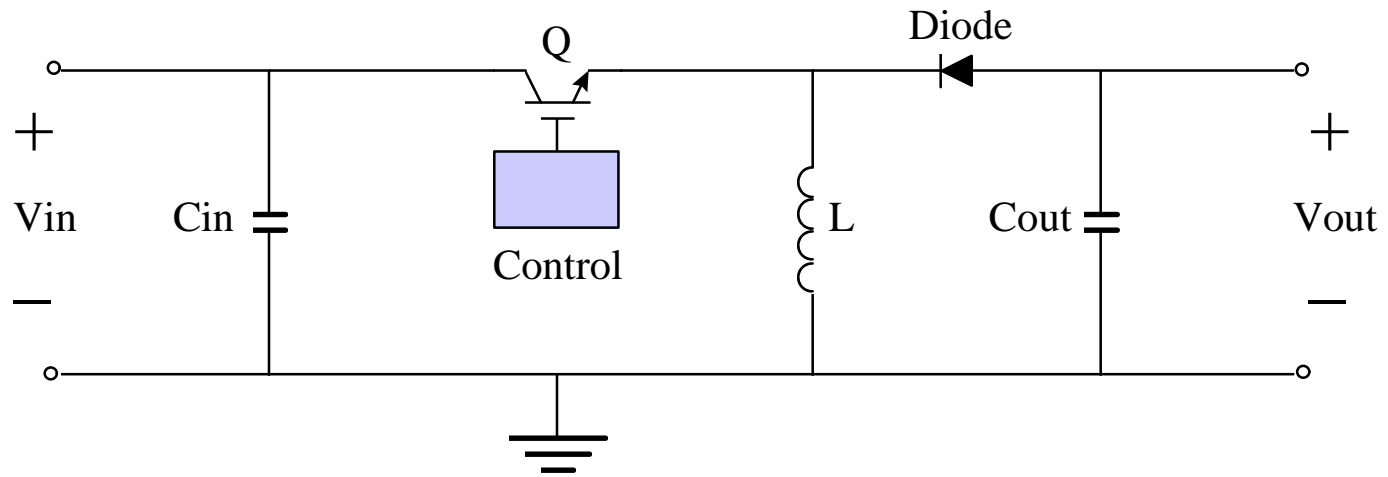 Diode
Q
+
+
Vin
Cin
L
Cout
Vout
Control
−
−